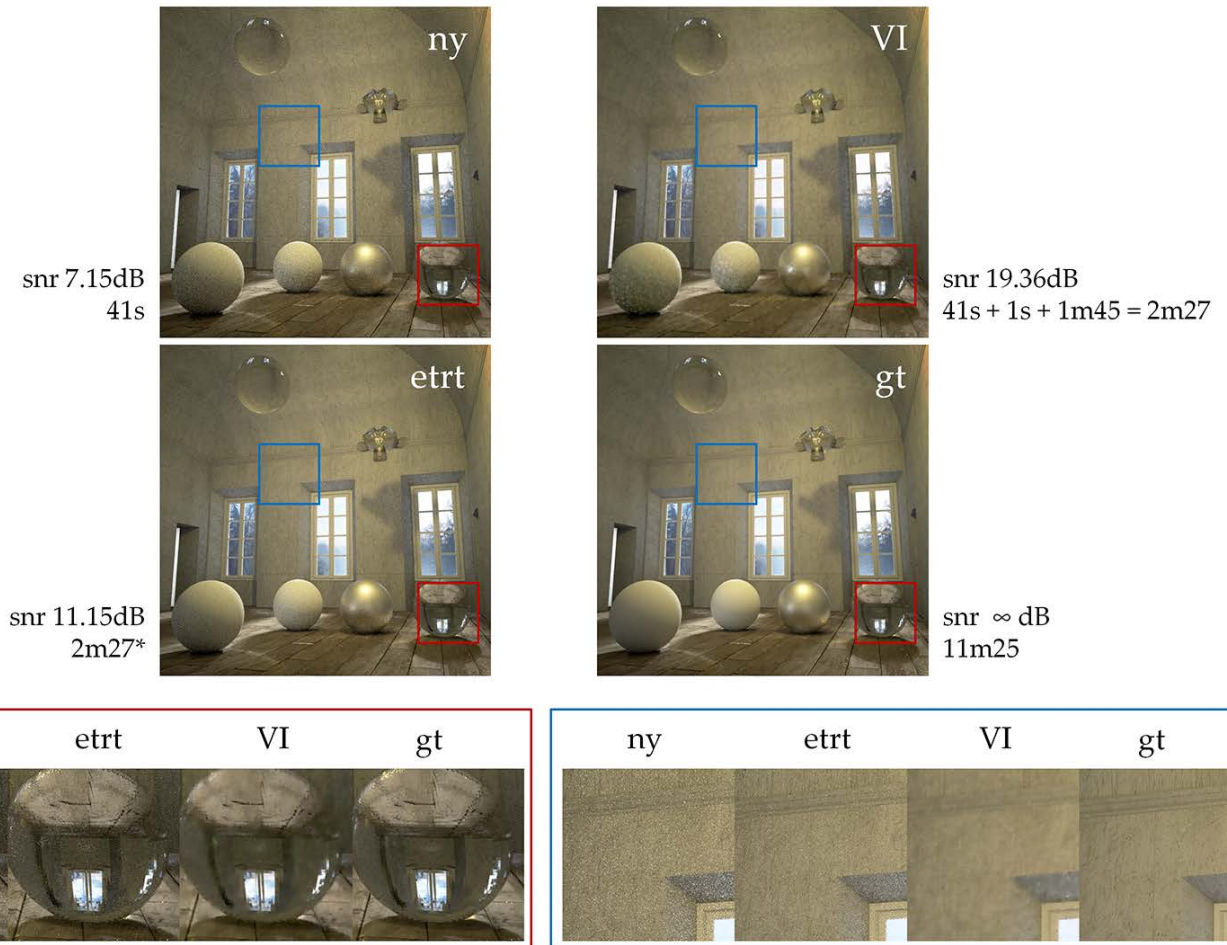 ny
VI
snr 7.15dB
41s
snr 19.36dB
41s + 1s + 1m45 = 2m27
etrt
gt
snr 11.15dB
2m27*
snr ∞ dB
11m25
etrt VI gt
ny etrt VI gt